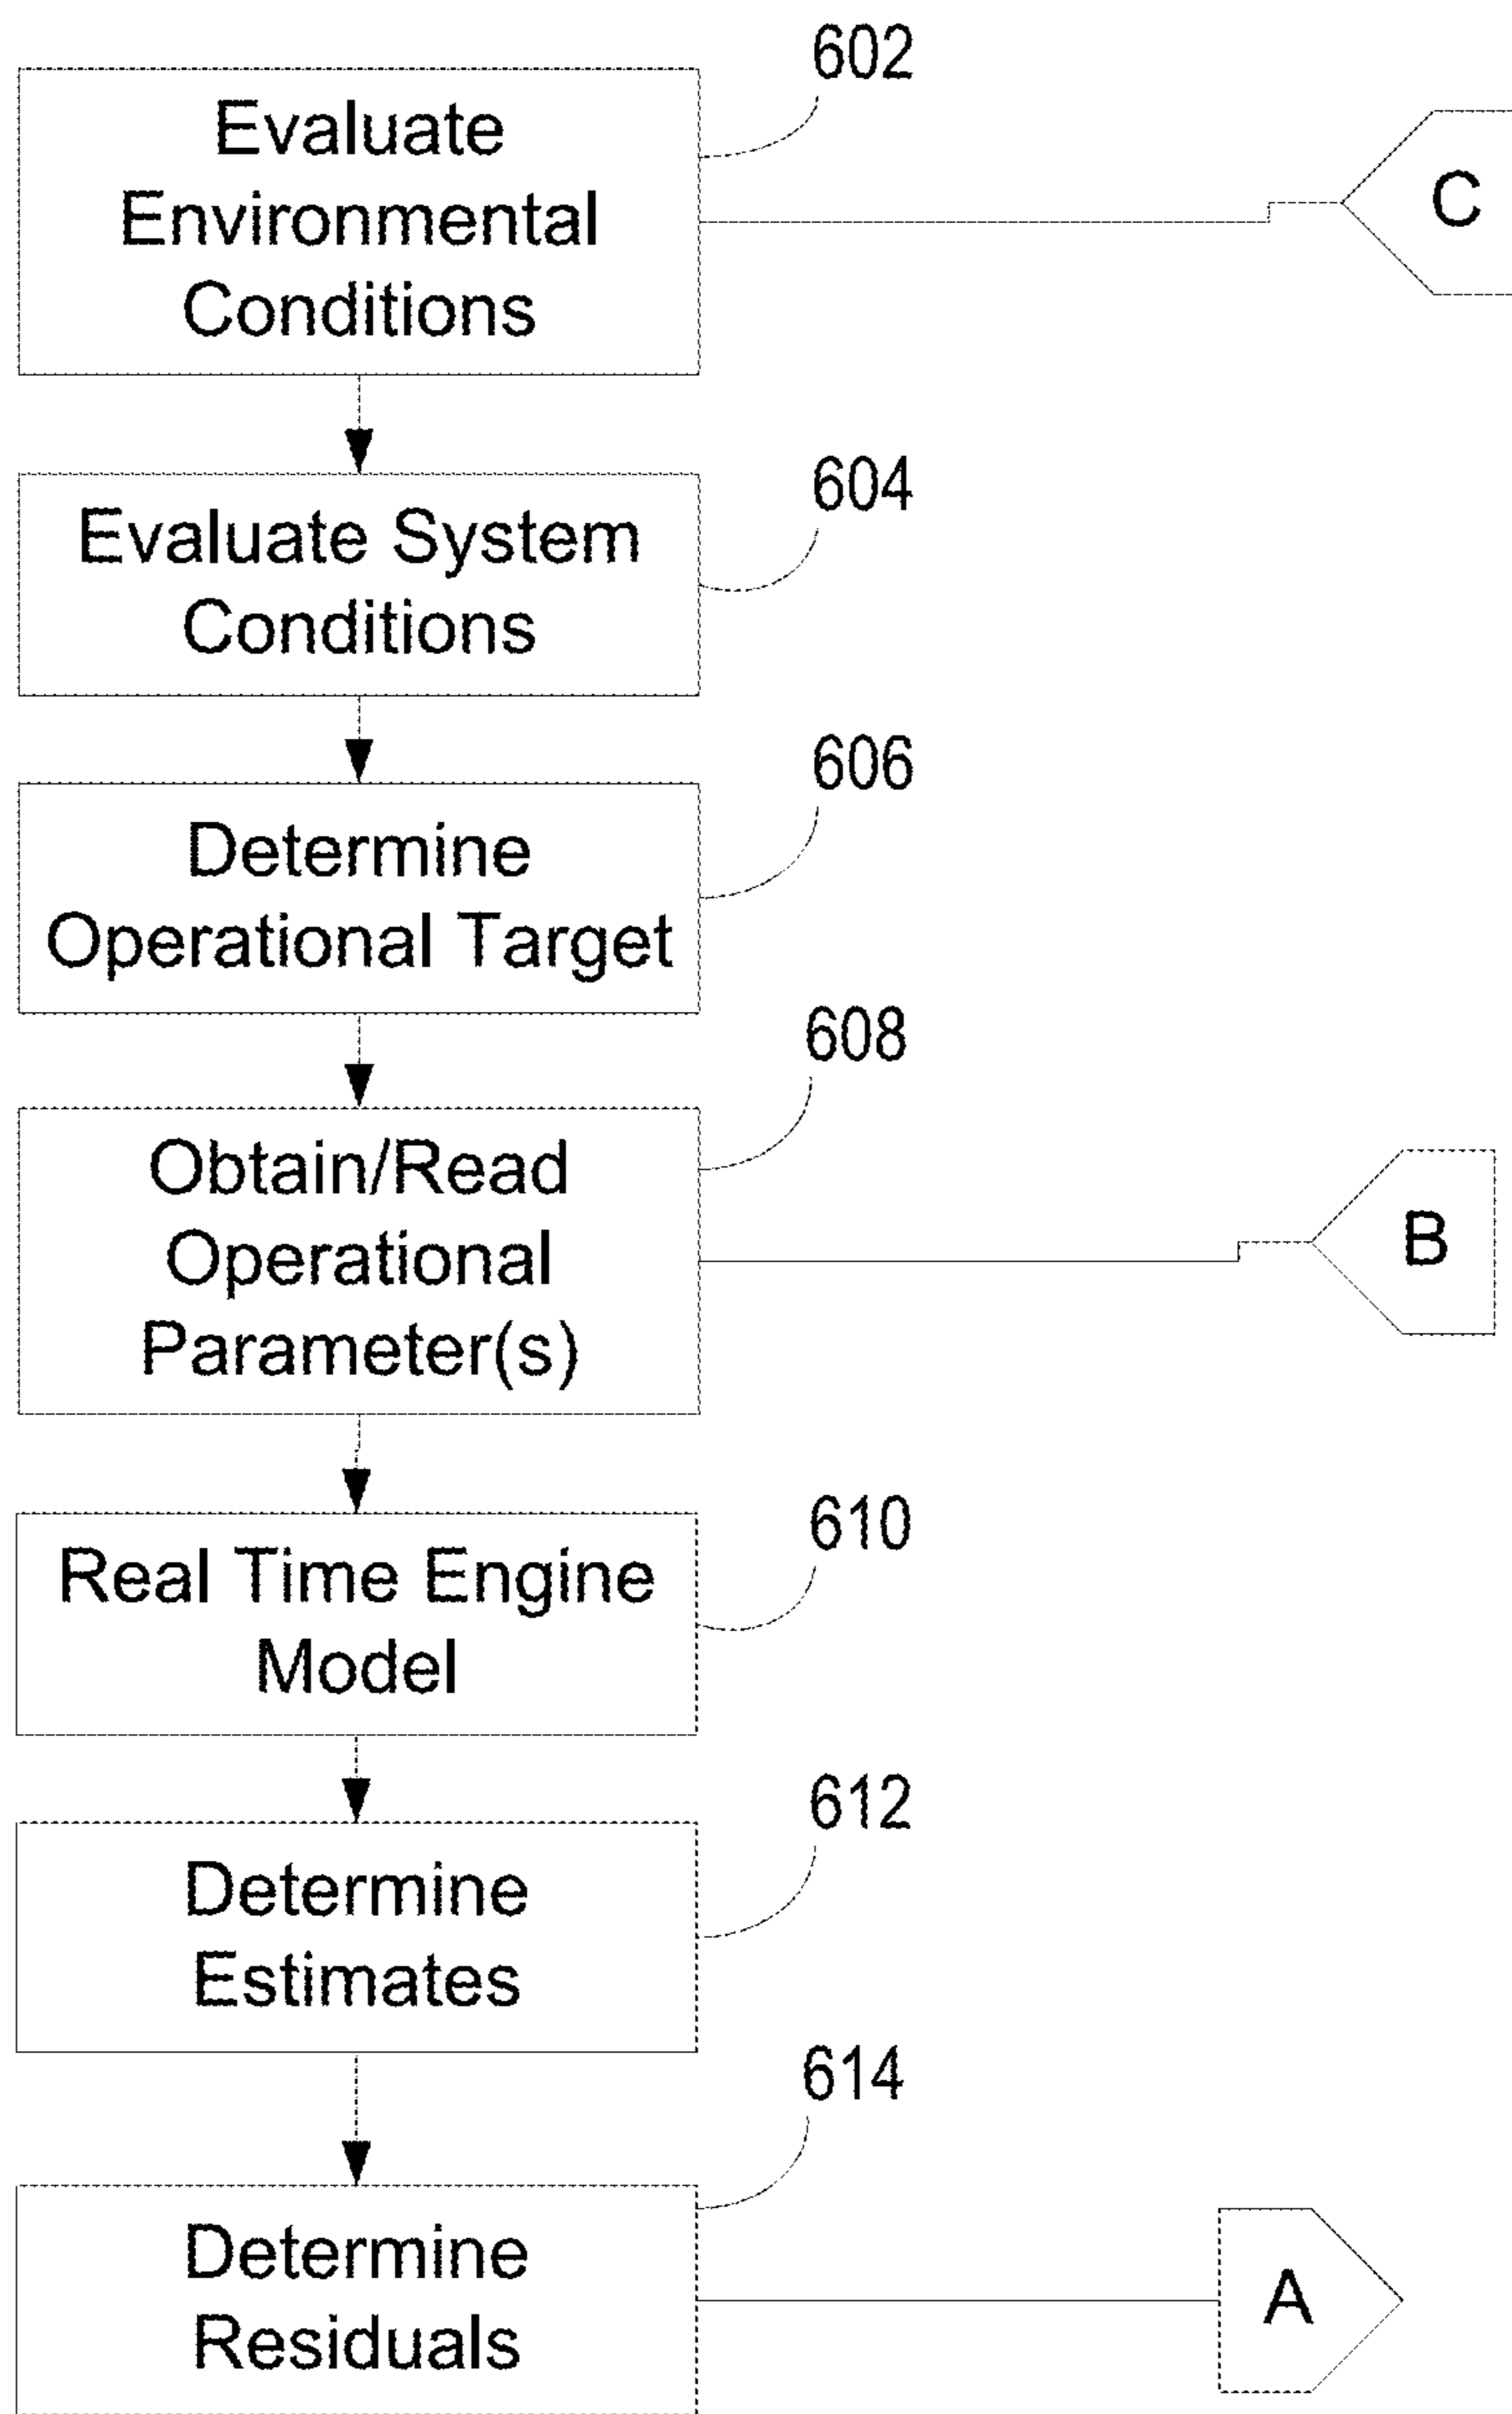 602
Evaluate
Environmental
Conditions
C
604
Evaluate System
Conditions
606
Determine
Operational Target
608
Obtain/Read
Operational
Parameter(s)
B
610
Real Time Engine
Model
612
Determine
Estimates
614
Determine
Residuals
A